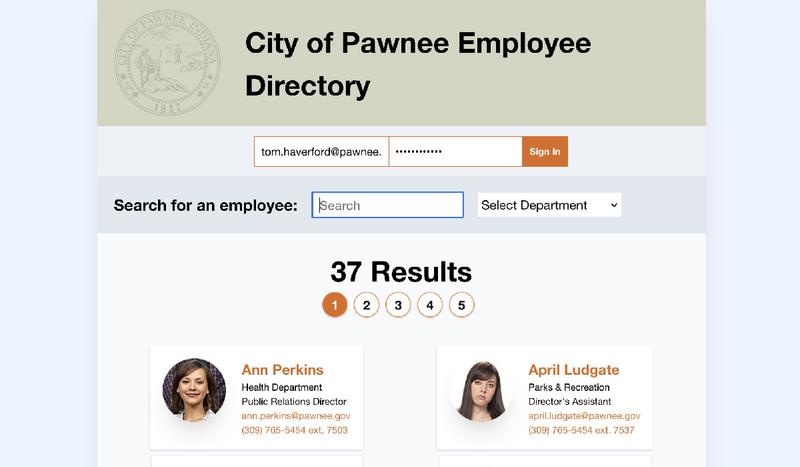 CITY OF PAWNEE, INDIANA
1817
City of Pawnee Employee
Directory
tom.haverford@pawnee.
••••••••••••
Sign In
Search for an employee:
Search
Select Department
37 Results
1 2 3 4 5
Ann Perkins
Health Department
Public Relations Director
ann.perkins@pawnee.gov
(309) 765-5454 ext. 7503
April Ludgate
Parks & Recreation
Director's Assistant
april.ludgate@pawnee.gov
(309) 765-5454 ext. 7537